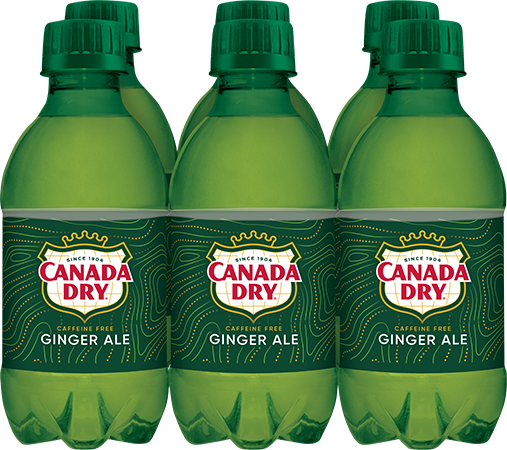 SINCE 1904
CANADA
DRY
CAFFEINE FREE
GINGER ALE
SINCE 1904
CANADA
DRY
CAFFEINE FREE
GINGER ALE
SINCE 1904
CANADA
DRY
CAFFEINE FREE
GINGER ALE